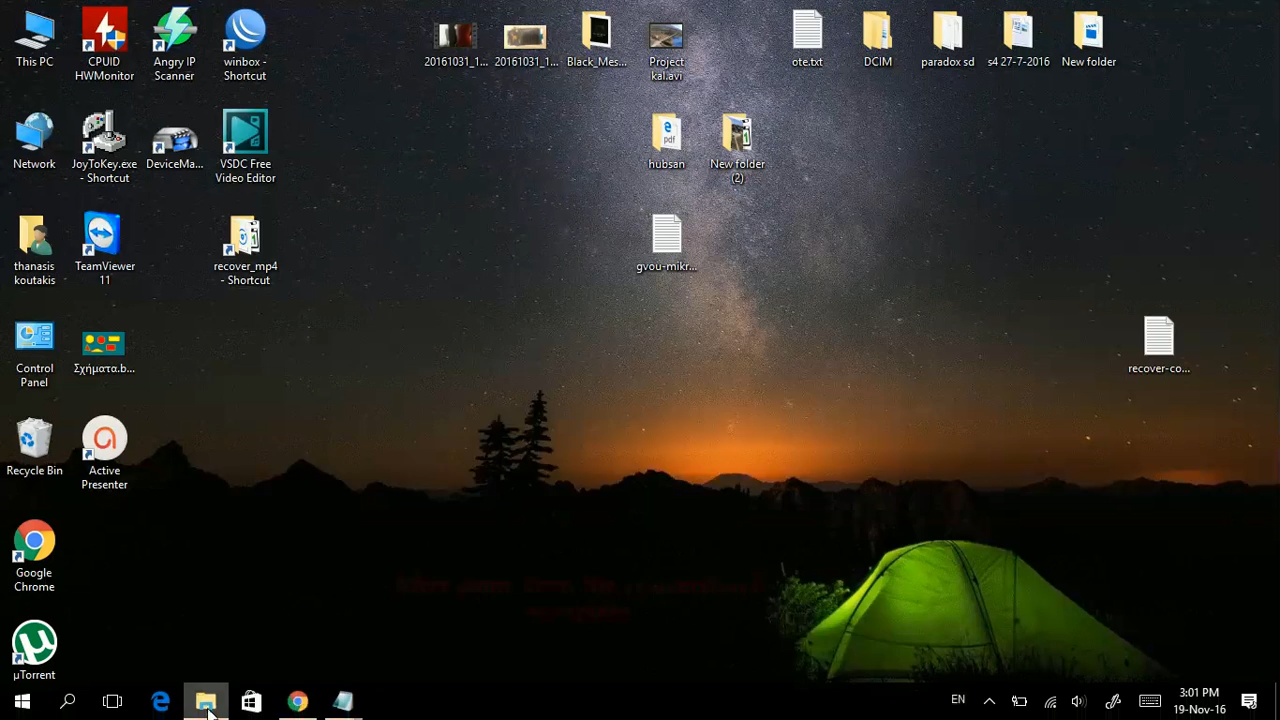 This PC
CPUID
HWMonitor
Angry IP
Scanner
winbox -
Shortcut
20161031_1...
20161031_1...
Black_Mes...
Project
kal.avi
ote.txt
DCIM
paradox sd
s4 27-7-2016
New folder
Network
JoyToKey.exe
- Shortcut
DeviceMa...
VSDC Free
Video Editor
hubsan
New folder
(2)
pdf
thanasis
koutakis
TeamViewer
11
recover_mp4
- Shortcut
gvou-mikr...
Control
Panel
Σχήματα.b...
recover-co...
Recycle Bin
Active
Presenter
Google
Chrome
µTorrent
EN
3:01 PM
19-Nov-16